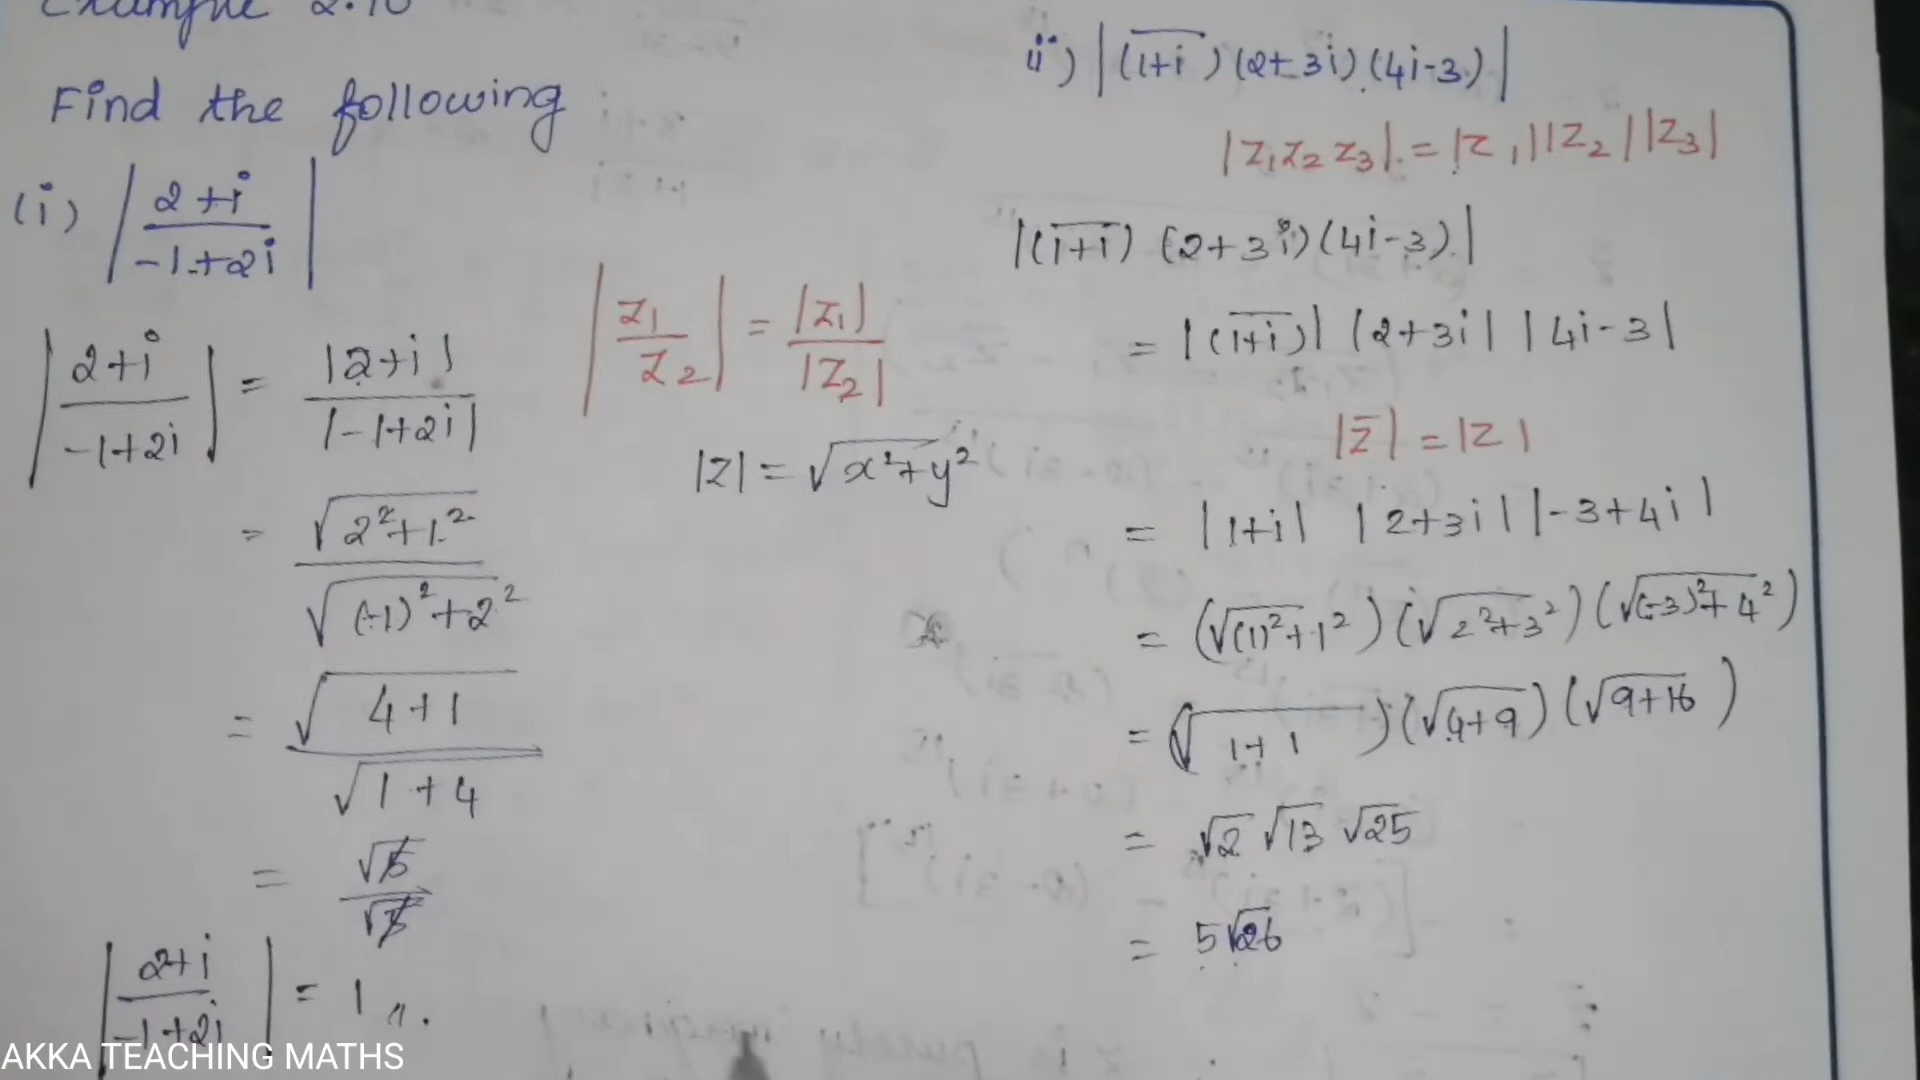 Example 2.10
Find the following
(i) |2+i / -1+2i|
|2+i / -1+2i| = |2+i| / |-1+2i|
= √2²+1² / √(-1)²+2²
= √4+1 / √1+4
= √5 / √5
|2+i / -1+2i| = 1 //.
|z₁ / z₂| = |z₁| / |z₂|
|z| = √x²+y²
ii) |(1+i)̅ (2+3i) (4i-3)|
|z₁z₂z₃| = |z₁||z₂||z₃|
|(1+i)̅ (2+3i)(4i-3)|
= |(1+i)̅| |2+3i| |4i-3|
|z̅| = |z|
= |1+i| |2+3i| |-3+4i|
= (√(1)²+1²)(√2²+3²)(√(-3)²+4²)
= (√1+1)(√4+9)(√9+16)
= √2 √13 √25
= 5√26
AKKA TEACHING MATHS